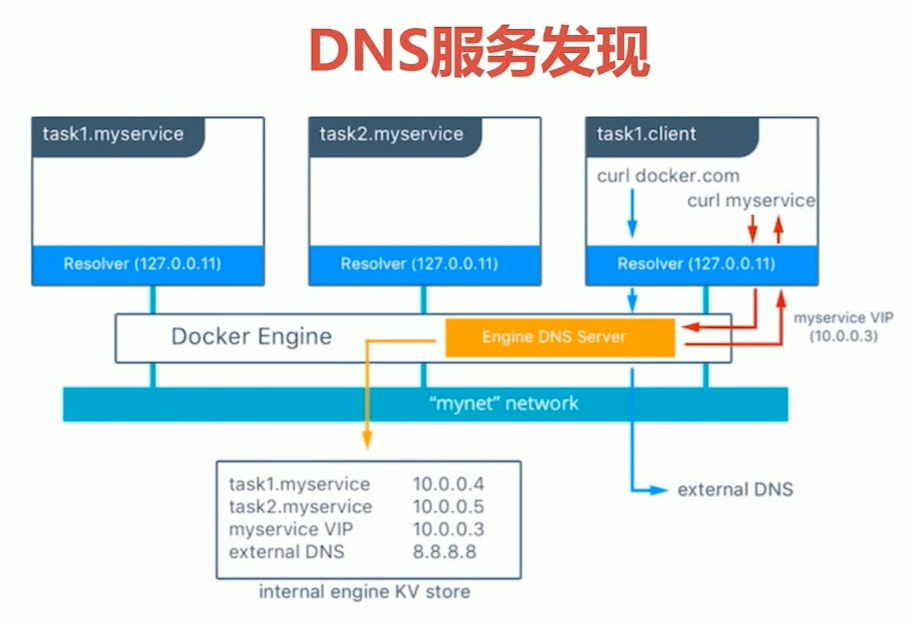 DNS服务发现
task1.myservice
task2.myservice
task1.client
curl docker.com
curl myservice
Resolver (127.0.0.11)
Resolver (127.0.0.11)
Resolver (127.0.0.11)
Docker Engine
Engine DNS Server
myservice VIP
(10.0.0.3)
“mynet” network
task1.myservice 10.0.0.4
task2.myservice 10.0.0.5
myservice VIP 10.0.0.3
external DNS 8.8.8.8
external DNS
internal engine KV store